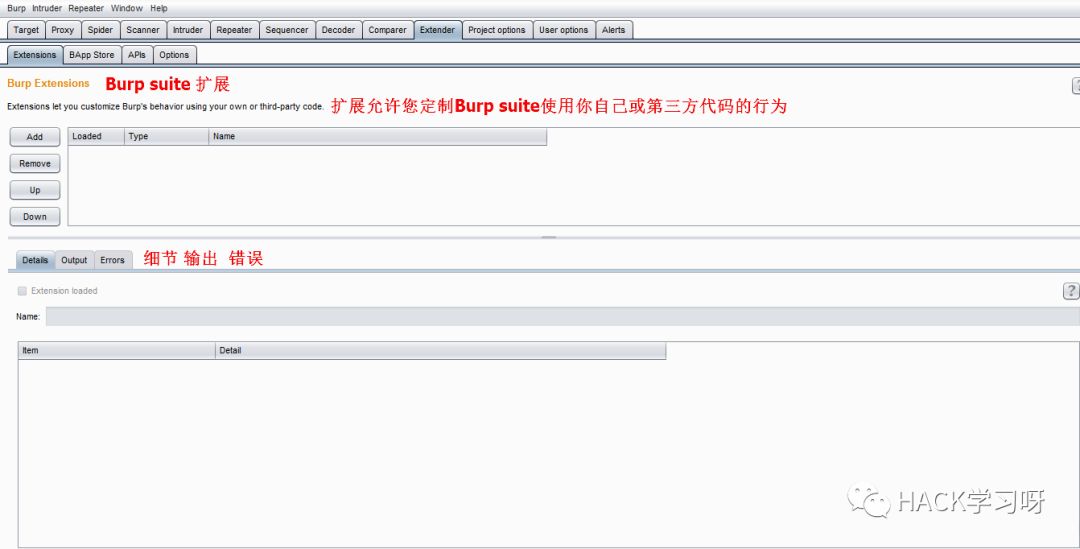 Burp Intruder Repeater Window Help
Target Proxy Spider Scanner Intruder Repeater Sequencer Decoder Comparer Extender Project options User options Alerts
Extensions BApp Store APIs Options
Burp Extensions Burp suite 扩展
Extensions let you customize Burp's behavior using your own or third-party code. 扩展允许您定制Burp suite使用你自己或第三方代码的行为
Add Loaded Type Name
Remove
Up
Down
Details Output Errors 细节 输出 错误
Extension loaded
?
Name:
Item Detail
HACK学习呀